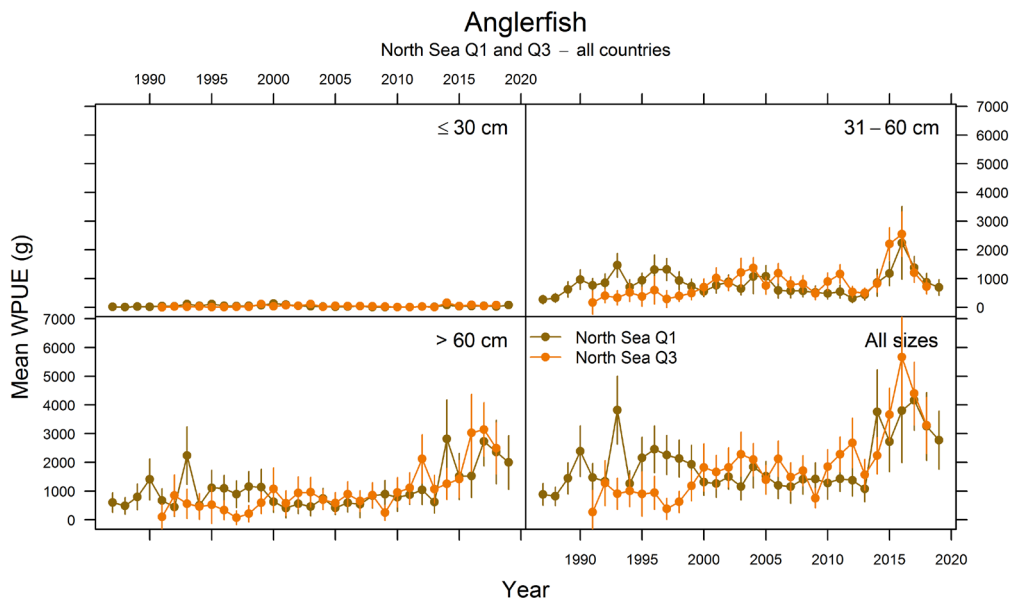 Anglerfish
North Sea Q1 and Q3 – all countries
1990 1995 2000 2005 2010 2015 2020
≤ 30 cm
31 – 60 cm
7000
6000
5000
4000
3000
2000
1000
0
Mean WPUE (g)
7000
6000
5000
4000
3000
2000
1000
0
> 60 cm
North Sea Q1
North Sea Q3
All sizes
1990 1995 2000 2005 2010 2015 2020
Year